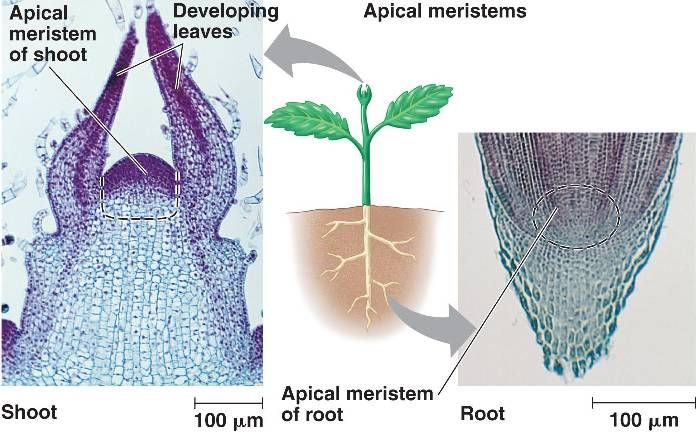 Apical meristems
Apical
meristem
of shoot
Developing
leaves
Shoot
100 μm
Apical meristem
of root
Root
100 μm